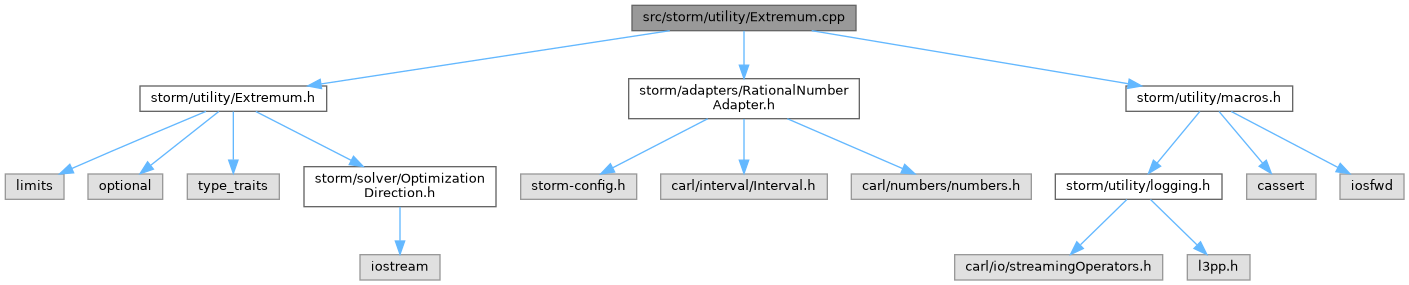 src/storm/utility/Extremum.cpp
storm/utility/Extremum.h
storm/adapters/RationalNumber
Adapter.h
storm/utility/macros.h
limits
optional
type_traits
storm/solver/Optimization
Direction.h
storm-config.h
carl/interval/Interval.h
carl/numbers/numbers.h
storm/utility/logging.h
cassert
iosfwd
iostream
carl/io/streamingOperators.h
l3pp.h